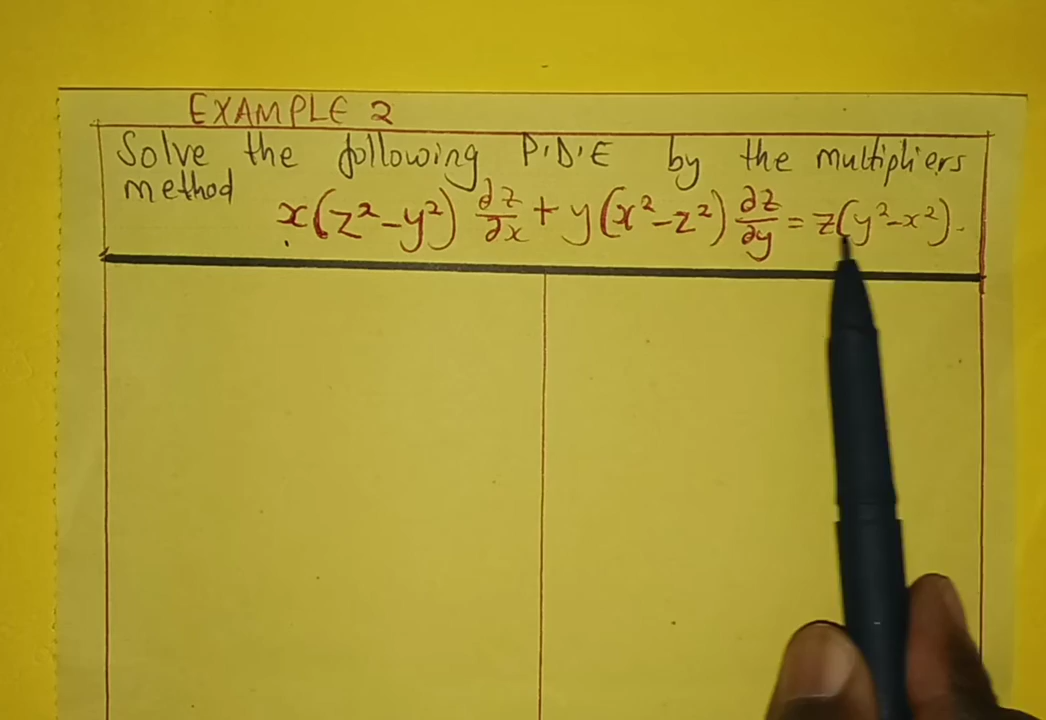 EXAMPLE 2
Solve the following P.D.E by the multipliers
method
x(z²-y²) ∂z/∂x + y(x²-z²) ∂z/∂y = z(y²-x²).